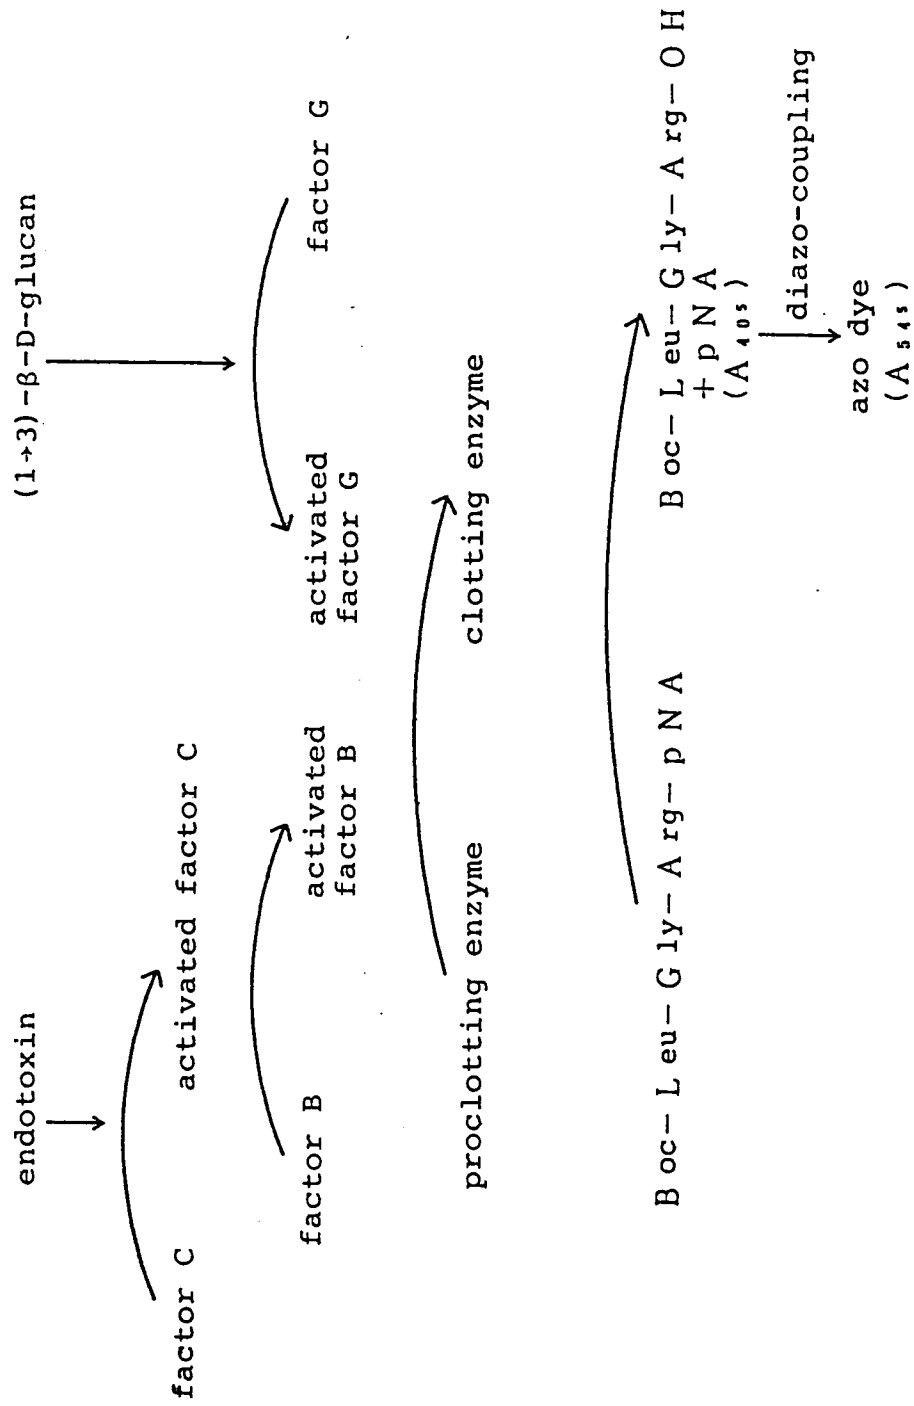 endotoxin
(1→3)-β-D-glucan
factor C
activated factor C
factor B
activated
factor B
activated
factor G
factor G
proclotting enzyme
clotting enzyme
Boc-Leu-Gly-Arg-pNA
Boc-Leu-Gly-Arg-OH
+ pNA
(A₄₀₅)
diazo-coupling
azo dye
(A₅₄₅)